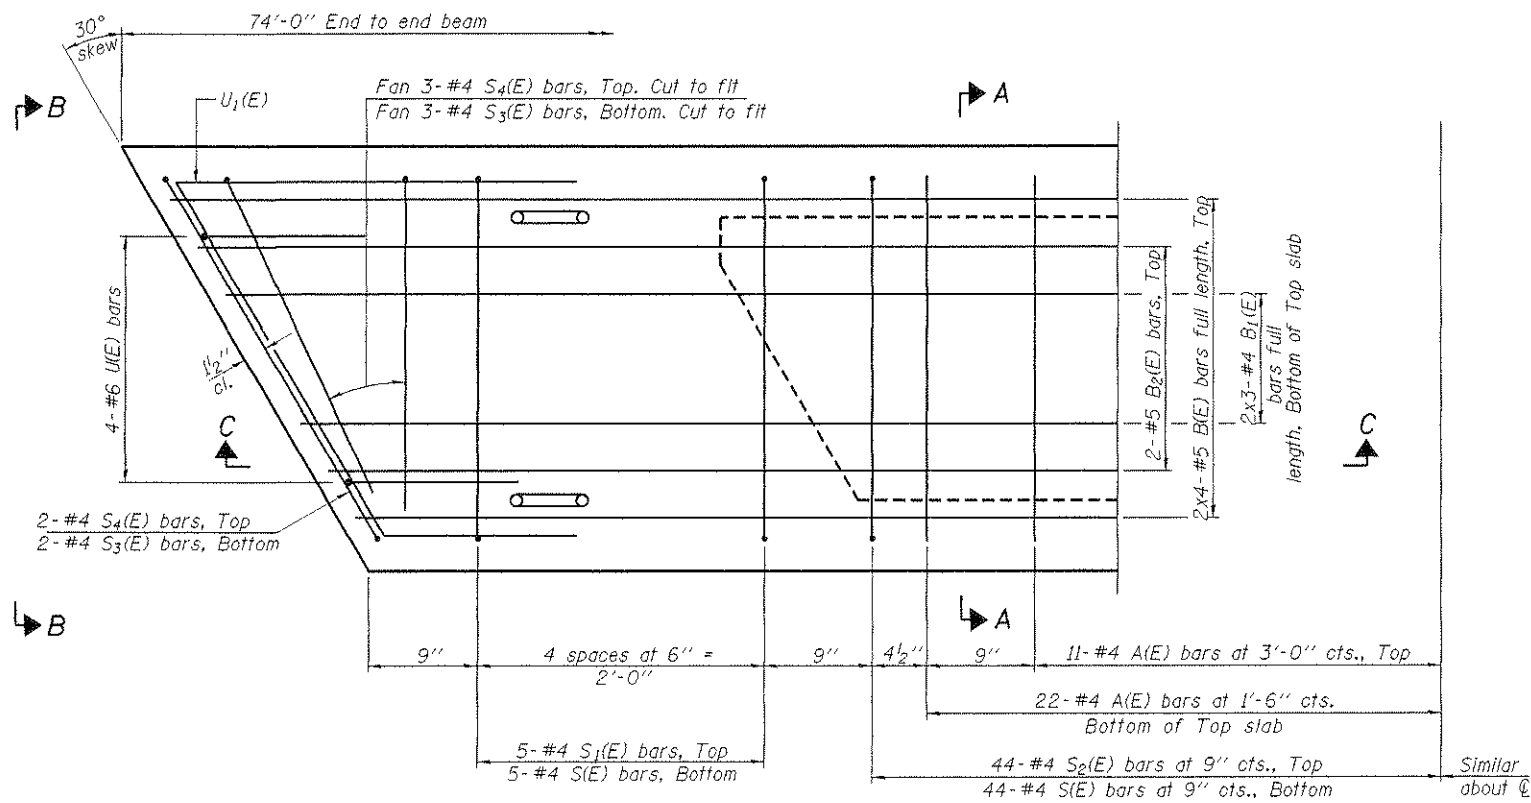 74'-0" End to end beam
30°
skew
Fan 3-#4 S4(E) bars, Top. Cut to fit
Fan 3-#4 S3(E) bars, Bottom. Cut to fit
U1(E)
B
A
4-#6 U(E) bars
1 1/2"
cl.
C
2-#5 B2(E) bars, Top
2x4-#5 B(E) bars full length, Top
2x3-#4 B1(E)
bars full
length, Bottom of Top slab
C
2-#4 S4(E) bars, Top
2-#4 S3(E) bars, Bottom
B
A
9"
4 spaces at 6" =
2'-0"
9"
4 1/2"
9"
11-#4 A(E) bars at 3'-0" cts., Top
22-#4 A(E) bars at 1'-6" cts.
Bottom of Top slab
5-#4 S1(E) bars, Top
5-#4 S(E) bars, Bottom
44-#4 S2(E) bars at 9" cts., Top
44-#4 S(E) bars at 9" cts., Bottom
Similar
about ℄